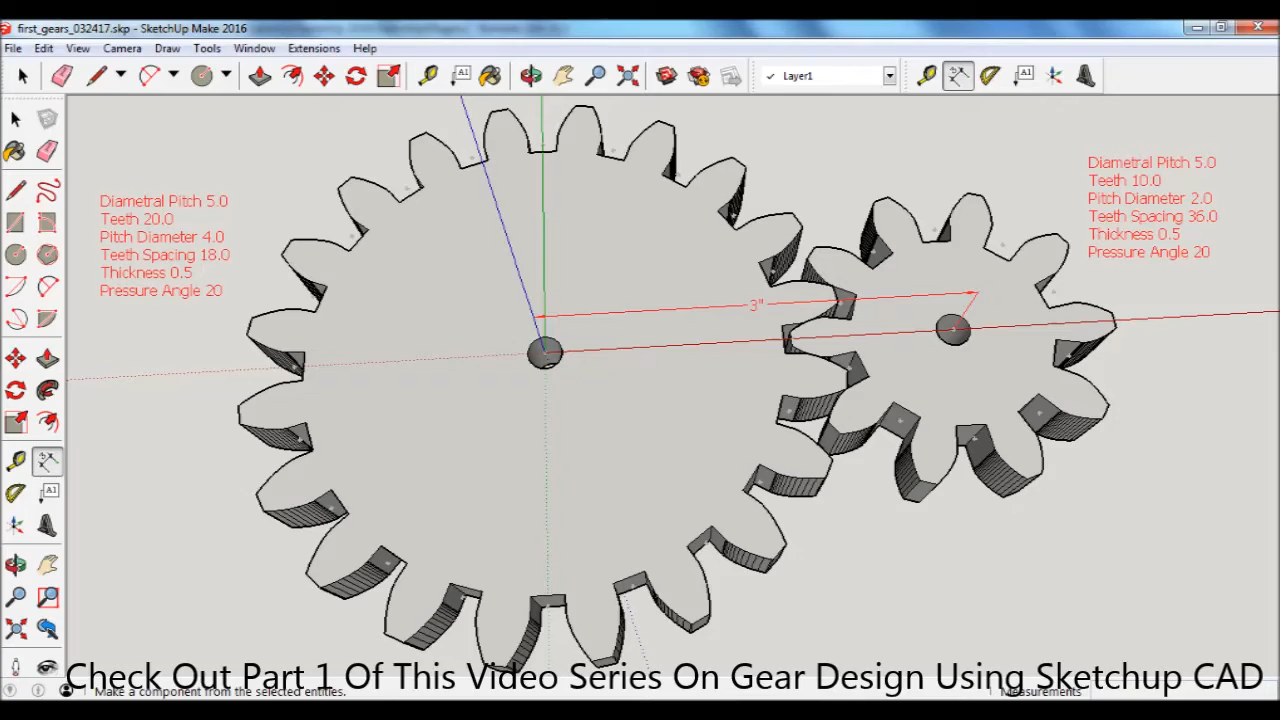 first_gears_032417.skp - SketchUp Make 2016
File Edit View Camera Draw Tools Window Extensions Help
A1
Layer1
A1
Diametral Pitch 5.0
Teeth 10.0
Pitch Diameter 2.0
Teeth Spacing 36.0
Thickness 0.5
Pressure Angle 20
Diametral Pitch 5.0
Teeth 20.0
Pitch Diameter 4.0
Teeth Spacing 18.0
Thickness 0.5
Pressure Angle 20
3"
A1
Check Out Part 1 Of This Video Series On Gear Design Using Sketchup CAD
Make a component from the selected entities.
Measurements